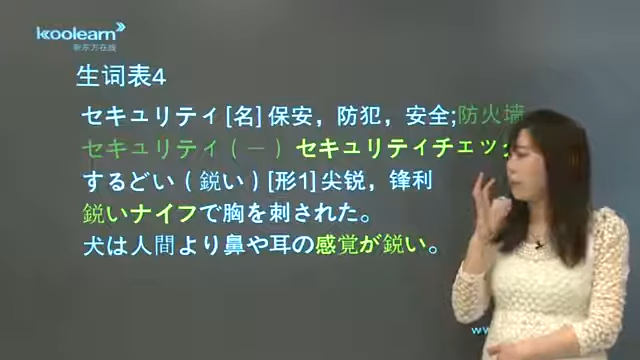 koolearn
新东方在线
生词表4
セキュリティ[名]保安，防犯，安全;防火墙
セキュリティ（－）セキュリティチェック
するどい（鋭い）[形1]尖锐，锋利
鋭いナイフで胸を刺された。
犬は人間より鼻や耳の感覚が鋭い。